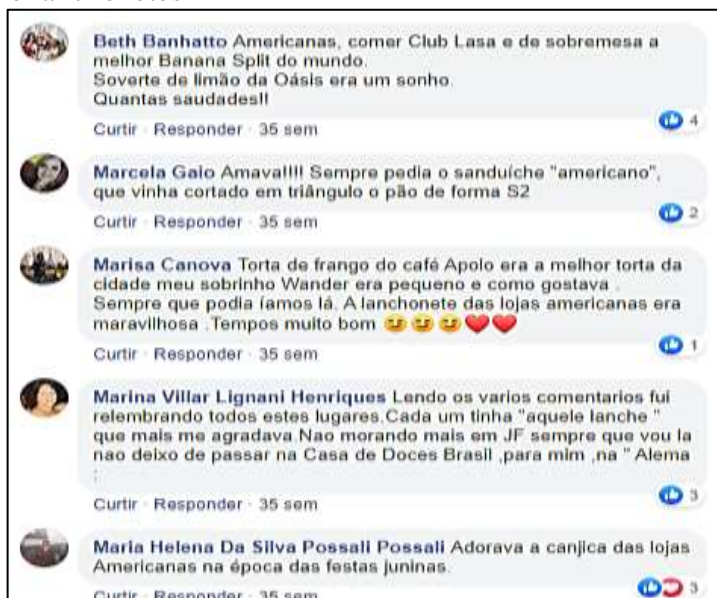 Beth Banhatto Americanas, comer Club Lasa e de sobremesa a
melhor Banana Split do mundo.
Soverte de limão da Oásis era um sonho.
Quantas saudades!!
Curtir · Responder · 35 sem
4
Marcela Gaio Amava!!!! Sempre pedia o sanduíche "americano",
que vinha cortado em triângulo o pão de forma S2
Curtir · Responder · 35 sem
2
Marisa Canova Torta de frango do café Apolo era a melhor torta da
cidade meu sobrinho Wander era pequeno e como gostava .
Sempre que podia íamos lá. A lanchonete das lojas americanas era
maravilhosa .Tempos muito bom 😆😆😆❤❤
Curtir · Responder · 35 sem
1
Marina Villar Lignani Henriques Lendo os varios comentarios fui
relembrando todos estes lugares.Cada um tinha "aquele lanche "
que mais me agradava.Nao morando mais em JF sempre que vou la
nao deixo de passar na Casa de Doces Brasil ,para mim ,na " Alema
:
Curtir · Responder · 35 sem
3
Maria Helena Da Silva Possali Possali Adorava a canjica das lojas
Americanas na época das festas juninas.
Curtir · Responder · 35 sem
3